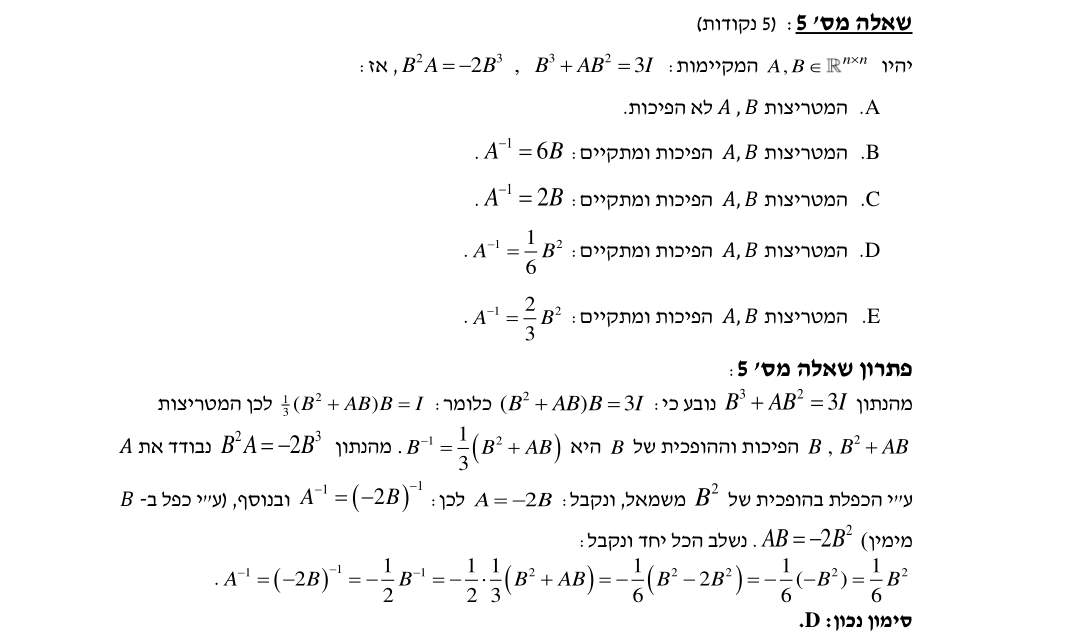 שאלה מס' 5 : (5 נקודות)
יהיו A, B ∈ ℝⁿˣⁿ המקיימות : B²A = −2B³ , B³ + AB² = 3I , אז :
A. המטריצות A , B לא הפיכות.
B. המטריצות A, B הפיכות ומתקיים : A⁻¹ = 6B .
C. המטריצות A, B הפיכות ומתקיים : A⁻¹ = 2B .
D. המטריצות A, B הפיכות ומתקיים : A⁻¹ = 1/6 B² .
E. המטריצות A, B הפיכות ומתקיים : A⁻¹ = 2/3 B² .
פתרון שאלה מס' 5 :
מהנתון B³ + AB² = 3I נובע כי : (B² + AB)B = 3I כלומר : 1/3 (B² + AB)B = I לכן המטריצות
B , B² + AB הפיכות וההופכית של B היא B⁻¹ = 1/3 (B² + AB) . מהנתון B²A = −2B³ נבודד את A
ע"י הכפלת בהופכית של B² משמאל, ונקבל : A = −2B לכן : A⁻¹ = (−2B)⁻¹ ובנוסף, (ע"י כפל ב- B
מימין) AB = −2B² . נשלב הכל יחד ונקבל :
A⁻¹ = (−2B)⁻¹ = −1/2 B⁻¹ = −1/2 · 1/3 (B² + AB) = −1/6 (B² − 2B²) = −1/6 (−B²) = 1/6 B² .
סימון נכון : D.